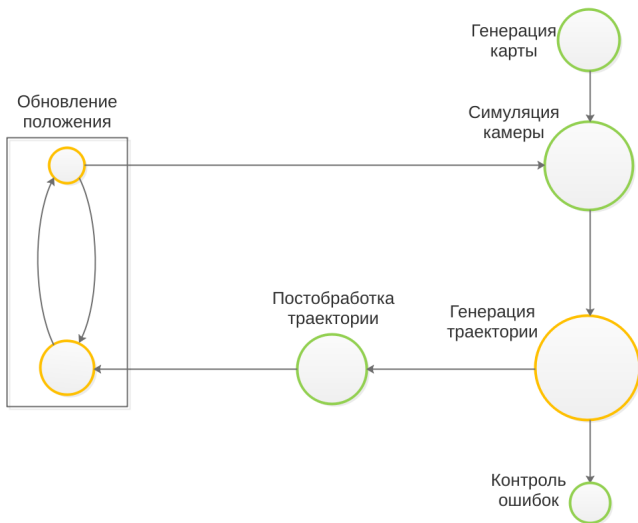 Генерация
карты
Обновление
положения
Симуляция
камеры
Постобработка
траектории
Генерация
траектории
Контроль
ошибок